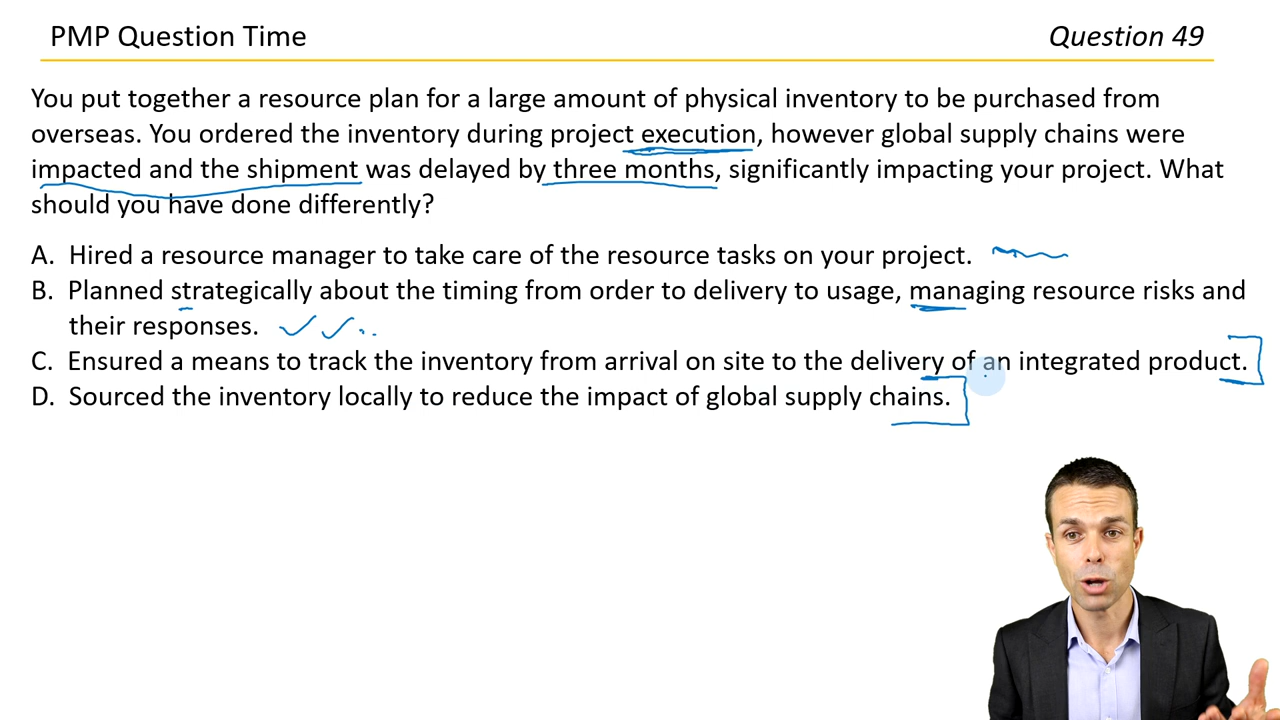 PMP Question Time
Question 49
You put together a resource plan for a large amount of physical inventory to be purchased from
overseas. You ordered the inventory during project execution, however global supply chains were
impacted and the shipment was delayed by three months, significantly impacting your project. What
should you have done differently?
A. Hired a resource manager to take care of the resource tasks on your project.
B. Planned strategically about the timing from order to delivery to usage, managing resource risks and
their responses.
C. Ensured a means to track the inventory from arrival on site to the delivery of an integrated product.
D. Sourced the inventory locally to reduce the impact of global supply chains.